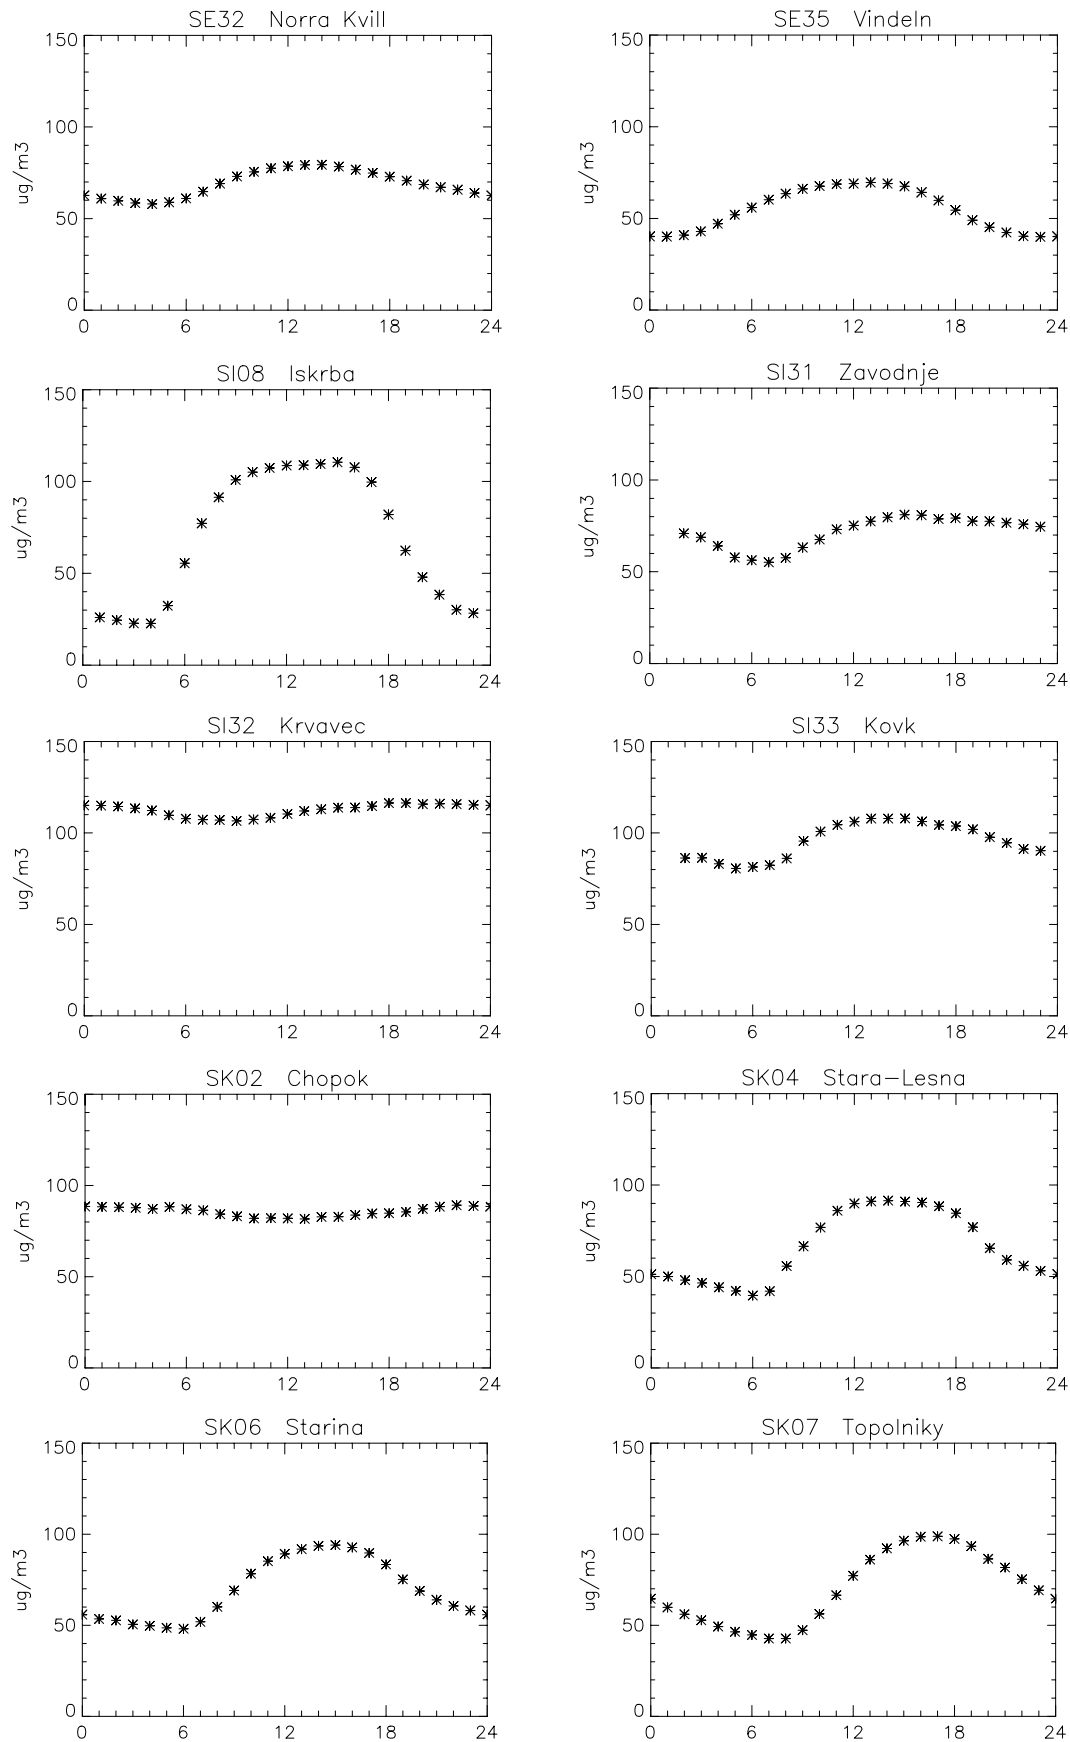 SE32 Norra Kvill
150
100
50
0
ug/m3
0 6 12 18 24
SE35 Vindeln
150
100
50
0
ug/m3
0 6 12 18 24
SI08 Iskrba
150
100
50
0
ug/m3
0 6 12 18 24
SI31 Zavodnje
150
100
50
0
ug/m3
0 6 12 18 24
SI32 Krvavec
150
100
50
0
ug/m3
0 6 12 18 24
SI33 Kovk
150
100
50
0
ug/m3
0 6 12 18 24
SK02 Chopok
150
100
50
0
ug/m3
0 6 12 18 24
SK04 Stara-Lesna
150
100
50
0
ug/m3
0 6 12 18 24
SK06 Starina
150
100
50
0
ug/m3
0 6 12 18 24
SK07 Topolniky
150
100
50
0
ug/m3
0 6 12 18 24